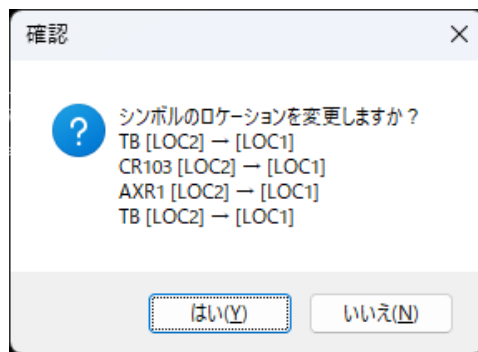 確認
シンボルのロケーションを変更しますか？
TB [LOC2] → [LOC1]
CR103 [LOC2] → [LOC1]
AXR1 [LOC2] → [LOC1]
TB [LOC2] → [LOC1]
はい(Y)
いいえ(N)